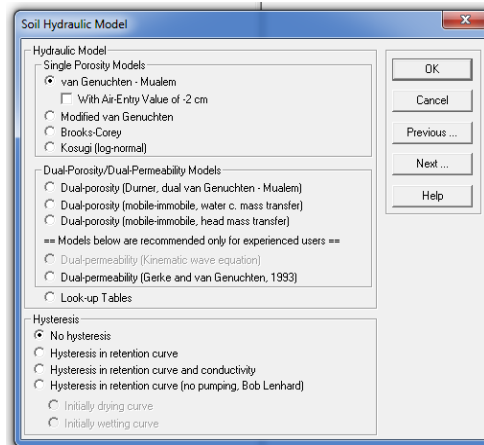 Soil Hydraulic Model
Hydraulic Model
Single Porosity Models
van Genuchten - Mualem
With Air-Entry Value of -2 cm
Modified van Genuchten
Brooks-Corey
Kosugi (log-normal)
Dual-Porosity/Dual-Permeability Models
Dual-porosity (Durner, dual van Genuchten - Mualem)
Dual-porosity (mobile-immobile, water c. mass transfer)
Dual-porosity (mobile-immobile, head mass transfer)
== Models below are recommended only for experienced users ==
Dual-permeability (Kinematic wave equation)
Dual-permeability (Gerke and van Genuchten, 1993)
Look-up Tables
Hysteresis
No hysteresis
Hysteresis in retention curve
Hysteresis in retention curve and conductivity
Hysteresis in retention curve (no pumping, Bob Lenhard)
Initially drying curve
Initially wetting curve
OK
Cancel
Previous ...
Next ...
Help